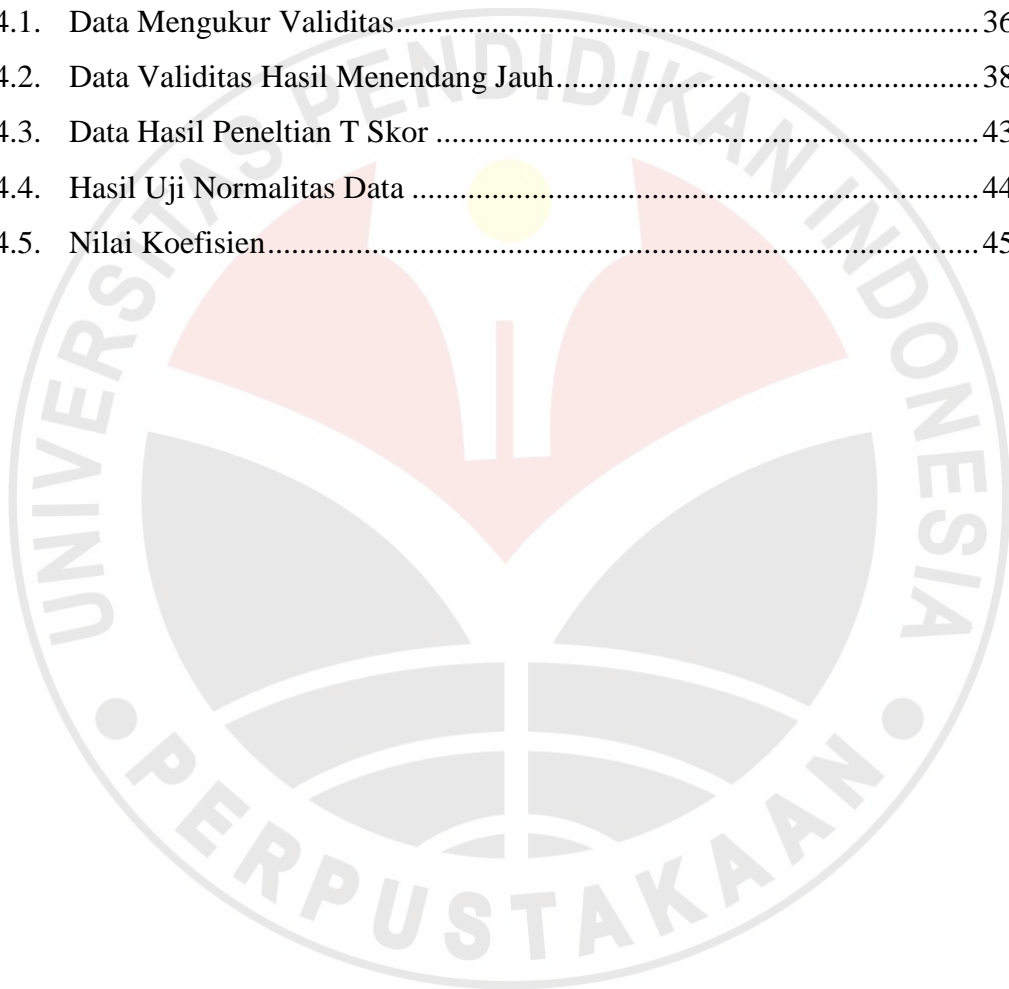 4.1. Data Mengukur Validitas 36
4.2. Data Validitas Hasil Menendang Jauh 38
4.3. Data Hasil Peneltian T Skor 43
4.4. Hasil Uji Normalitas Data 44
4.5. Nilai Koefisien 45
UNIVERSITAS PENDIDIKAN INDONESIA
PERPUSTAKAAN